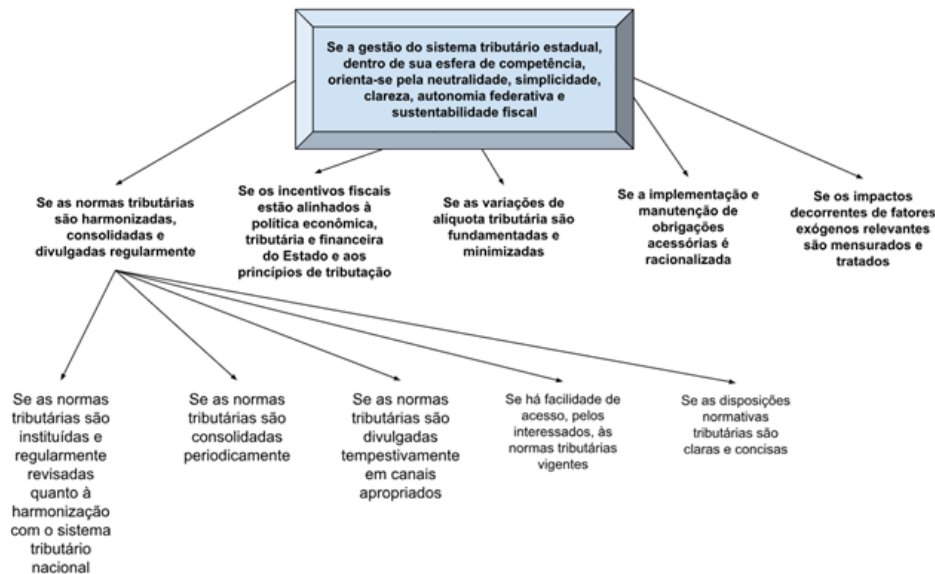 Se a gestão do sistema tributário estadual,
dentro de sua esfera de competência,
orienta-se pela neutralidade, simplicidade,
clareza, autonomia federativa e
sustentabilidade fiscal
Se as normas tributárias
são harmonizadas,
consolidadas e
divulgadas regularmente
Se os incentivos fiscais
estão alinhados à
política econômica,
tributária e financeira
do Estado e aos
princípios de tributação
Se as variações de
alíquota tributária são
fundamentadas e
minimizadas
Se a implementação e
manutenção de
obrigações
acessórias é
racionalizada
Se os impactos
decorrentes de fatores
exógenos relevantes
são mensurados e
tratados
Se as normas
tributárias são
instituídas e
regularmente
revisadas
quanto à
harmonização
com o sistema
tributário
nacional
Se as normas
tributárias são
consolidadas
periodicamente
Se as normas
tributárias são
divulgadas
tempestivamente
em canais
apropriados
Se há facilidade de
acesso, pelos
interessados, às
normas tributárias
vigentes
Se as disposições
normativas
tributárias são
claras e concisas